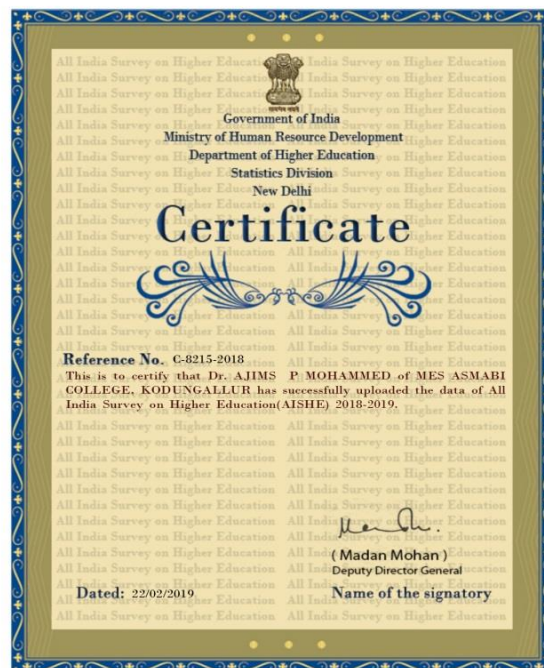 Government of India
Ministry of Human Resource Development
Department of Higher Education
Statistics Division
New Delhi
Certificate
Reference No. C-8215-2018
This is to certify that Dr. AJIMS P MOHAMMED of MES ASMABI
COLLEGE, KODUNGALLUR has successfully uploaded the data of All
India Survey on Higher Education(AISHE) 2018-2019.
( Madan Mohan )
Deputy Director General
Dated: 22/02/2019
Name of the signatory